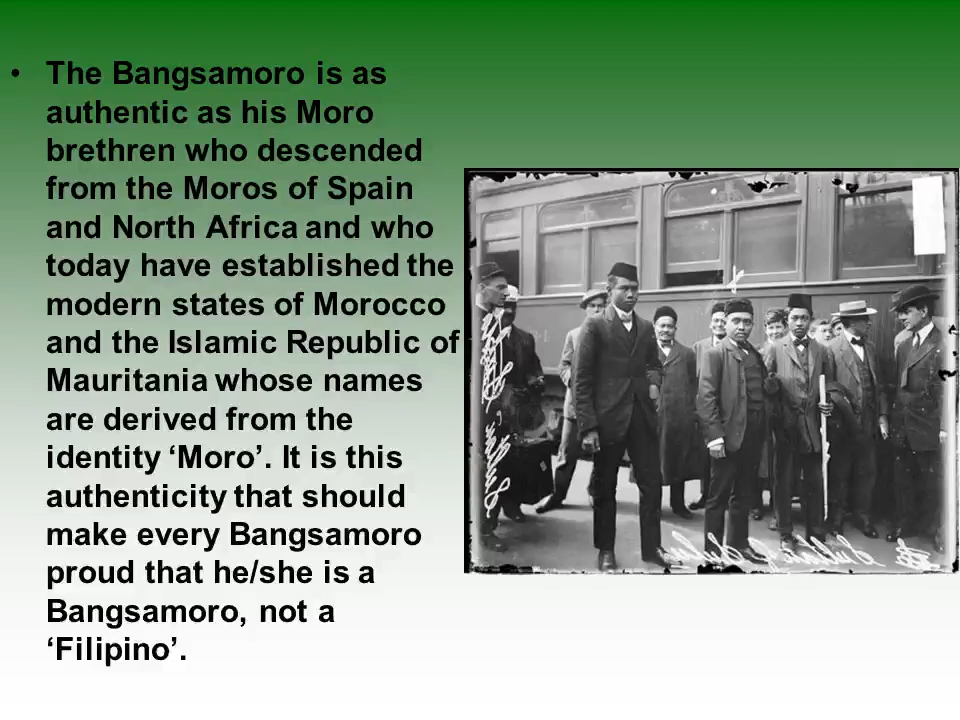 • The Bangsamoro is as
authentic as his Moro
brethren who descended
from the Moros of Spain
and North Africa and who
today have established the
modern states of Morocco
and the Islamic Republic of
Mauritania whose names
are derived from the
identity ‘Moro’. It is this
authenticity that should
make every Bangsamoro
proud that he/she is a
Bangsamoro, not a
‘Filipino’.